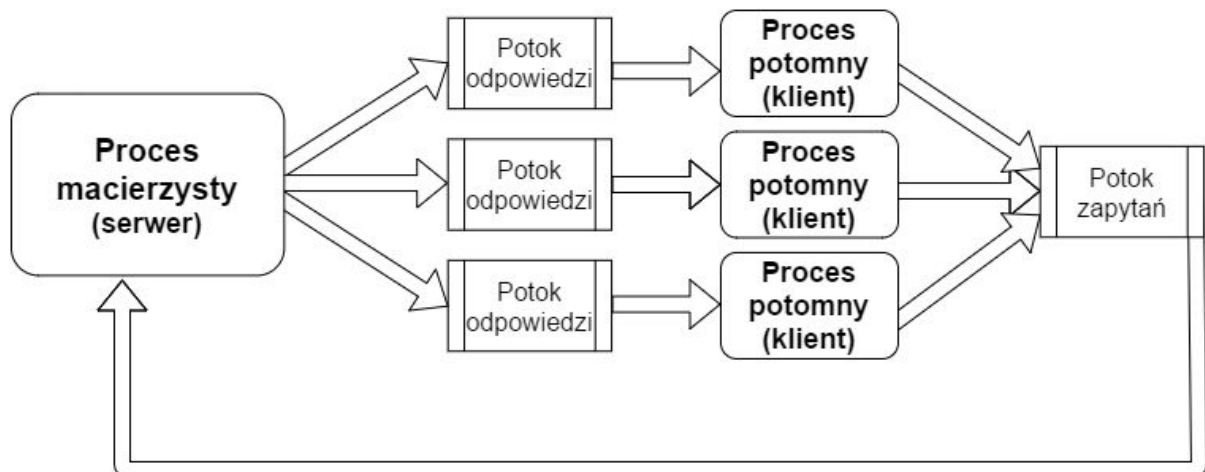 Proces
macierzysty
(serwer)
Potok
odpowiedzi
Potok
odpowiedzi
Potok
odpowiedzi
Proces
potomny
(klient)
Proces
potomny
(klient)
Proces
potomny
(klient)
Potok
zapytań